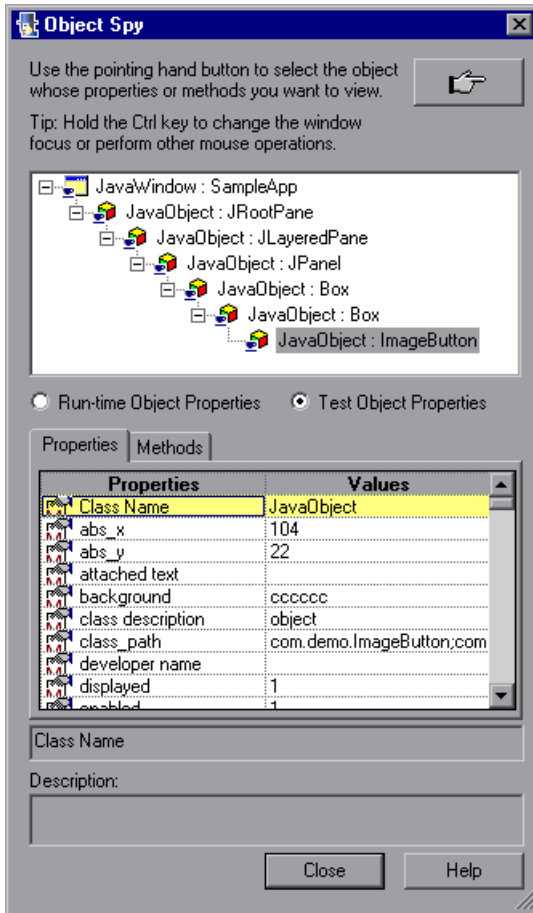 Object Spy
Use the pointing hand button to select the object
whose properties or methods you want to view.
Tip: Hold the Ctrl key to change the window
focus or perform other mouse operations.
JavaWindow : SampleApp
JavaObject : JRootPane
JavaObject : JLayeredPane
JavaObject : JPanel
JavaObject : Box
JavaObject : Box
JavaObject : ImageButton
Run-time Object Properties Test Object Properties
Properties Methods
Properties Values
Class Name JavaObject
abs_x 104
abs_y 22
attached text
background cccccc
class description object
class_path com.demo.ImageButton;com
developer name
displayed 1
enabled 1
Class Name
Description:
Close Help